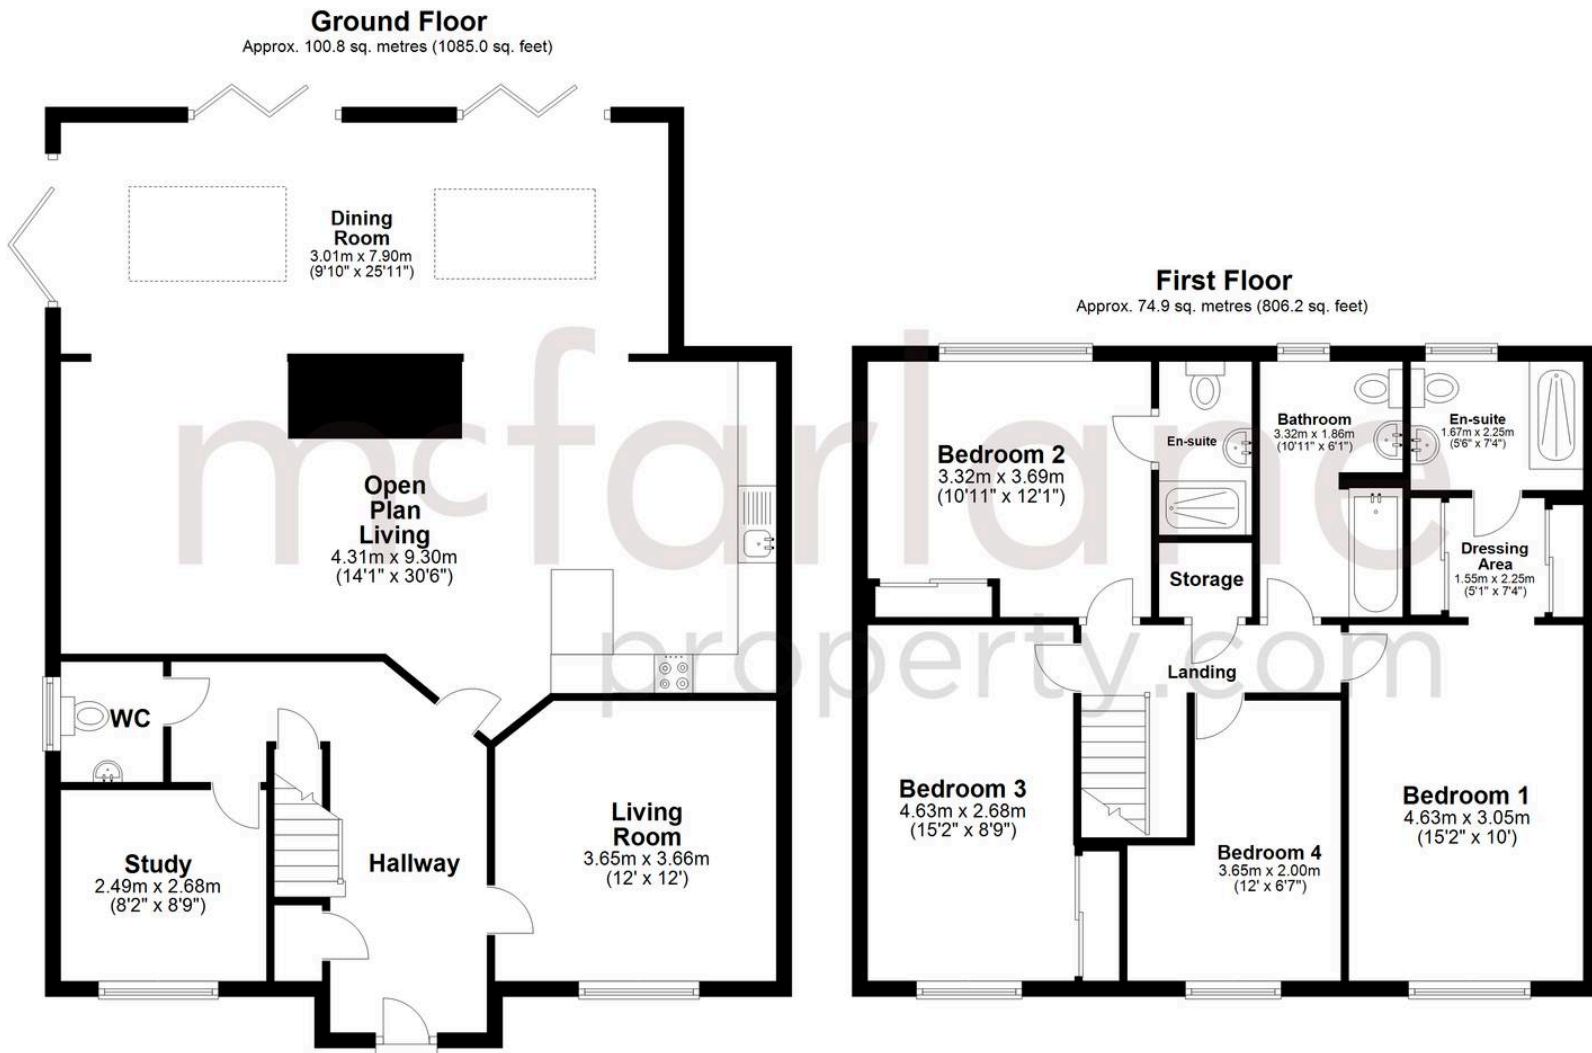 Ground Floor
Approx. 100.8 sq. metres (1085.0 sq. feet)
Dining
Room
3.01m x 7.90m
(9'10" x 25'11")
Open
Plan
Living
4.31m x 9.30m
(14'1" x 30'6")
WC
Study
2.49m x 2.68m
(8'2" x 8'9")
Hallway
Living
Room
3.65m x 3.66m
(12' x 12')
First Floor
Approx. 74.9 sq. metres (806.2 sq. feet)
Bedroom 2
3.32m x 3.69m
(10'11" x 12'1")
En-suite
Bathroom
3.32m x 1.86m
(10'11" x 6'1")
En-suite
1.67m x 2.25m
(5'6" x 7'4")
Storage
Dressing
Area
1.55m x 2.25m
(5'1" x 7'4")
Landing
Bedroom 3
4.63m x 2.68m
(15'2" x 8'9")
Bedroom 4
3.65m x 2.00m
(12' x 6'7")
Bedroom 1
4.63m x 3.05m
(15'2" x 10')
mcfarlane
property.com